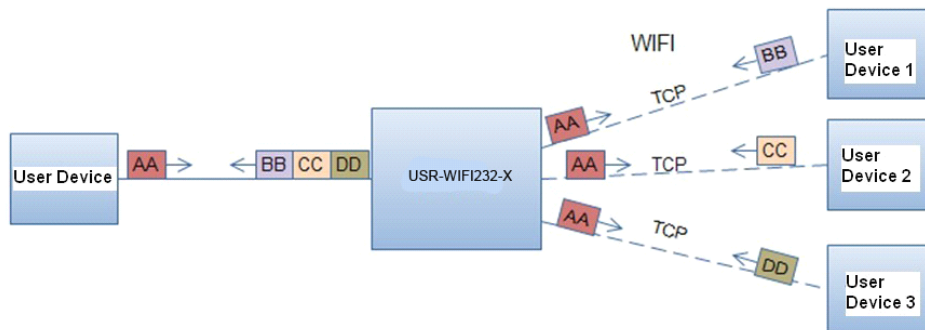 WIFI
BB
User
Device 1
TCP
AA
User Device
AA
BB CC DD
USR-WIFI232-X
AA
TCP
CC
User
Device 2
AA
TCP
DD
User
Device 3